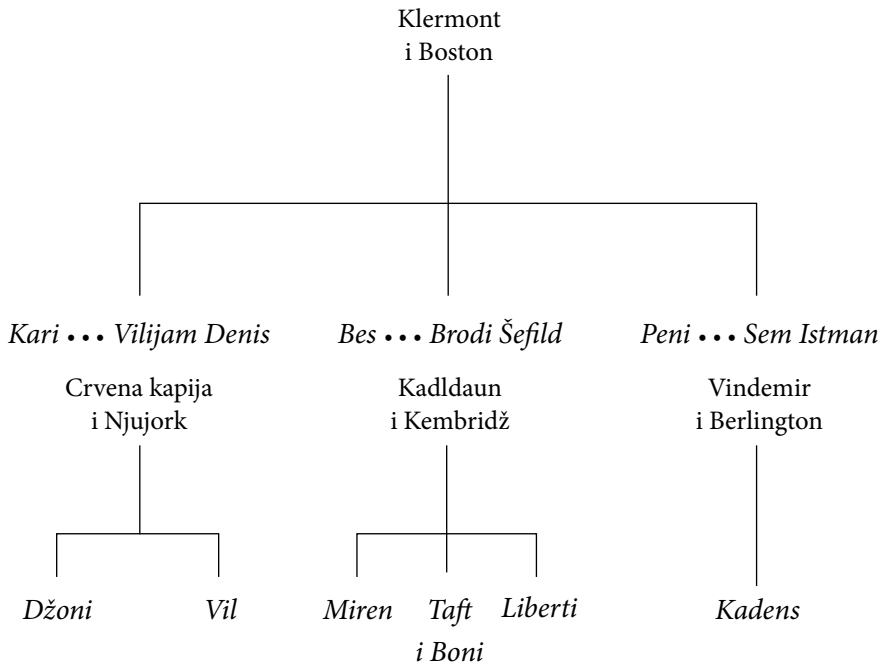 Klermont
i Boston
Kari ••• Vilijam Denis
Bes ••• Brodi Šefild
Peni ••• Sem Istman
Crvena kapija
i Njujork
Kadldaun
i Kembridž
Vindemir
i Berlington
Džoni
Vil
Miren
Taft
i Boni
Liberti
Kadens